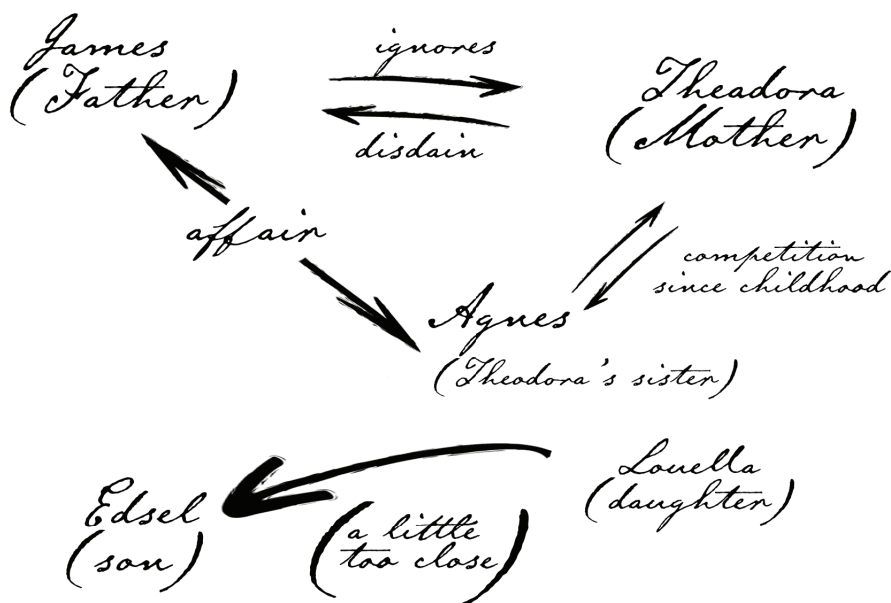 James
(Father)
ignores
disdain
Theadora
(Mother)
affair
competition
since childhood
Agnes
(Theodora's sister)
Edsel
(son)
(a little
too close)
Louella
(daughter)